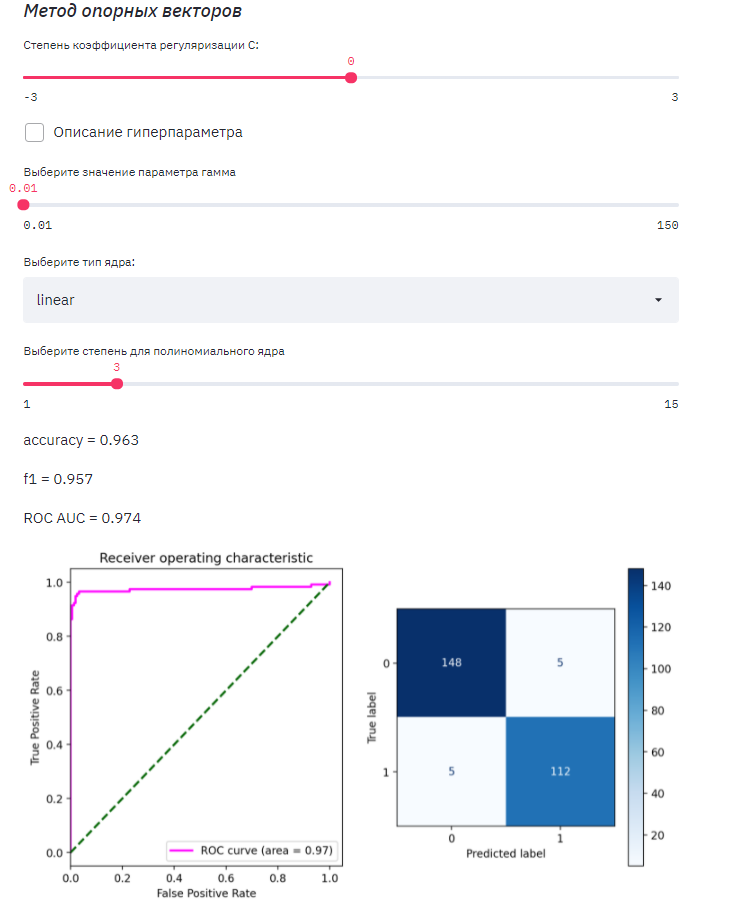 Метод опорных векторов
Степень коэффициента регуляризации C:
0
-3 3
Описание гиперпараметра
Выберите значение параметра гамма
0.01
0.01 150
Выберите тип ядра:
linear
Выберите степень для полиномиального ядра
3
1 15
accuracy = 0.963
f1 = 0.957
ROC AUC = 0.974
Receiver operating characteristic
1.0
0.8
0.6
0.4
0.2
0.0
True Positive Rate
ROC curve (area = 0.97)
0.0 0.2 0.4 0.6 0.8 1.0
False Positive Rate
True label
0 148 5
1 5 112
0 1
Predicted label
140
120
100
80
60
40
20